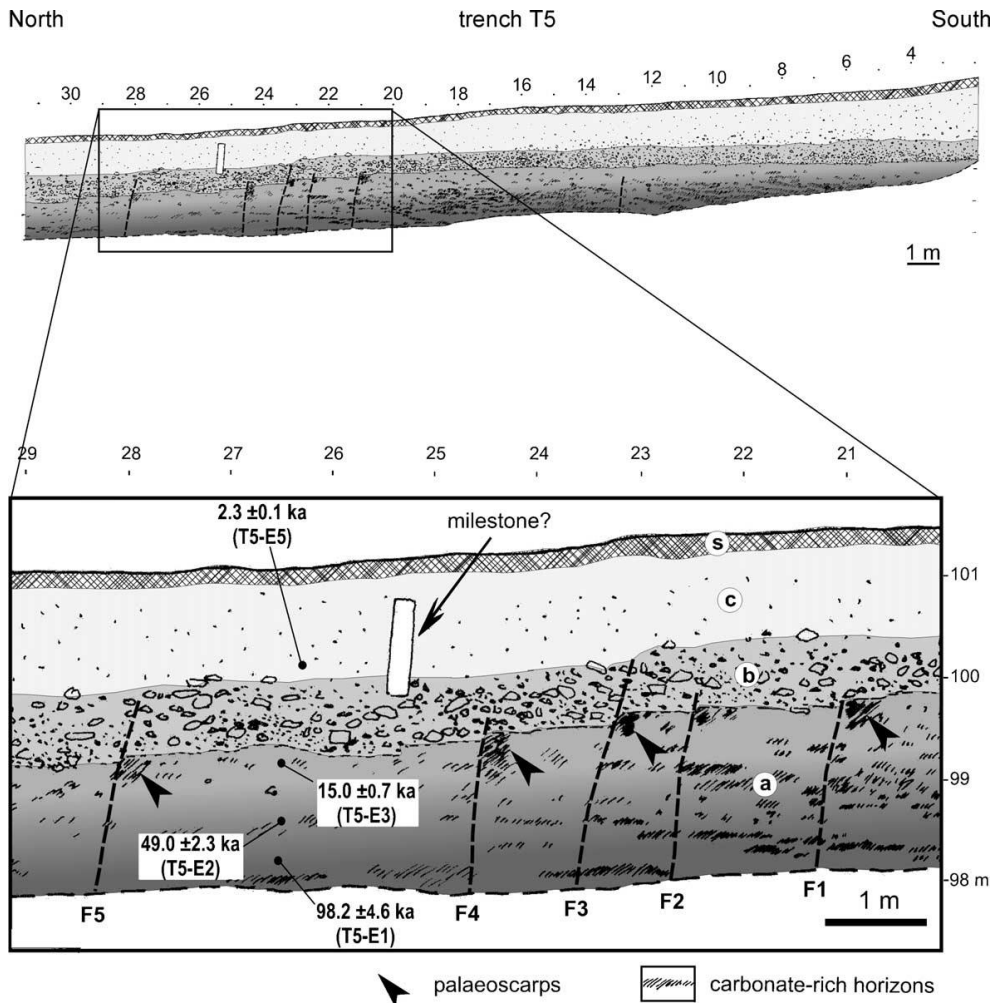 North trench T5 South
30 28 26 24 22 20 18 16 14 12 10 8 6 4
1 m
29 28 27 26 25 24 23 22 21
2.3 ±0.1 ka
(T5-E5)
milestone?
s
101
c
b
100
15.0 ±0.7 ka
(T5-E3)
a
99
49.0 ±2.3 ka
(T5-E2)
98 m
F5 F4 F3 F2 F1
98.2 ±4.6 ka
(T5-E1)
1 m
palaeoscarps carbonate-rich horizons